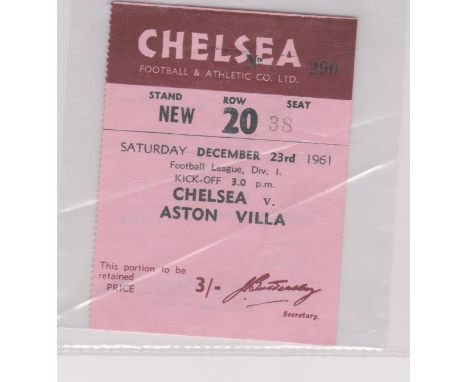 CHELSEA
No 290
FOOTBALL & ATHLETIC CO. LTD.
STAND ROW SEAT
NEW 20 38
SATURDAY DECEMBER 23rd 1961
Football League, Div. I.
KICK-OFF 3.0 p.m.
CHELSEA v.
ASTON VILLA
This portion to be
retained
PRICE 3/-
Secretary.